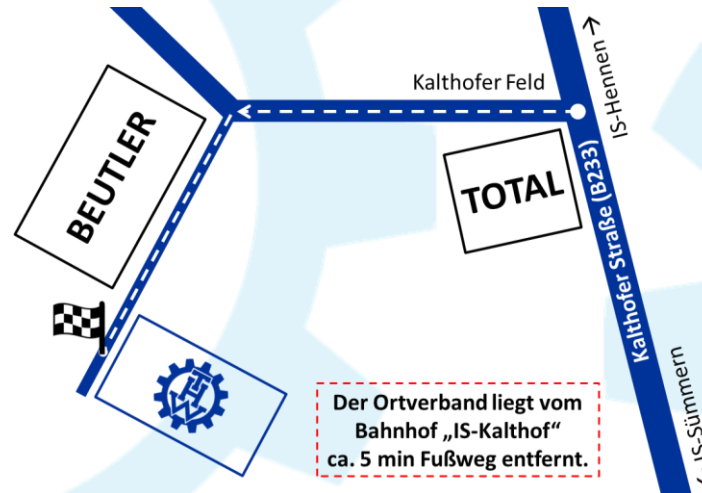 Kalthofer Feld
IS-Hennen →
BEUTLER
TOTAL
Kalthofer Straße (B233)
THW
Der Ortverband liegt vom
Bahnhof „IS-Kalthof“
ca. 5 min Fußweg entfernt.
IS-Sümmern